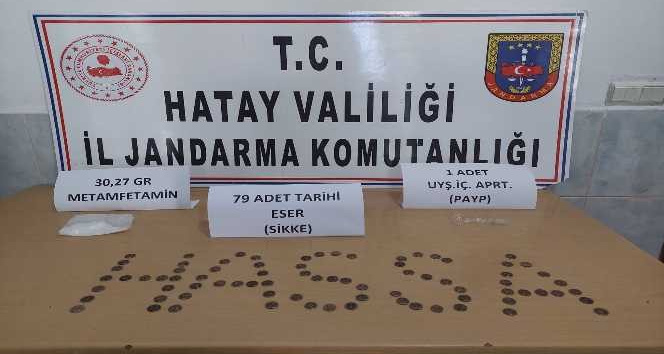 T.C.
HATAY VALİLİĞİ
İL JANDARMA KOMUTANLIĞI
JANDARMA
30,27 GR
METAMFETAMİN
79 ADET TARİHİ
ESER
(SİKKE)
1 ADET
UYŞ.İÇ. APRT.
(PAYP)
HASSA